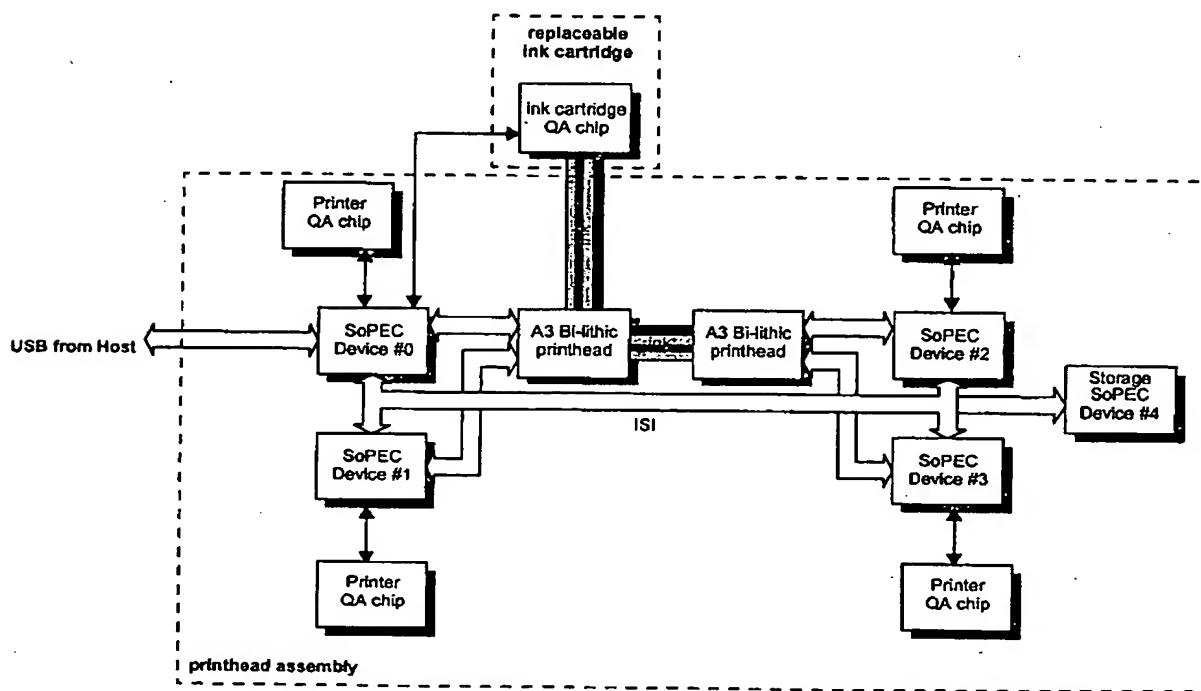 replaceable
ink cartridge
ink cartridge
QA chip
Printer
QA chip
Printer
QA chip
USB from Host
SoPEC
Device #0
A3 Bi-lithic
printhead
ink
A3 Bi-lithic
printhead
SoPEC
Device #2
Storage
SoPEC
Device #4
ISI
SoPEC
Device #1
SoPEC
Device #3
Printer
QA chip
Printer
QA chip
printhead assembly